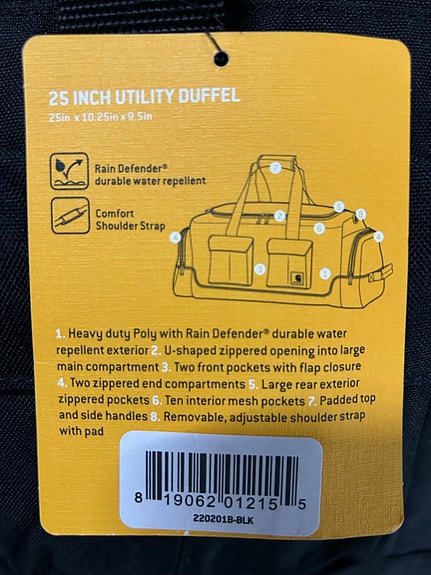 25 INCH UTILITY DUFFEL
25in x 10.25in x 9.5in
Rain Defender®
durable water repellent
Comfort
Shoulder Strap
7
5
8
2
6
4
4
3
1
1. Heavy duty Poly with Rain Defender® durable water
repellent exterior 2. U-shaped zippered opening into large
main compartment 3. Two front pockets with flap closure
4. Two zippered end compartments 5. Large rear exterior
zippered pockets 6. Ten interior mesh pockets 7. Padded top
and side handles 8. Removable, adjustable shoulder strap
with pad
8 19062 01215 5
220201B-BLK